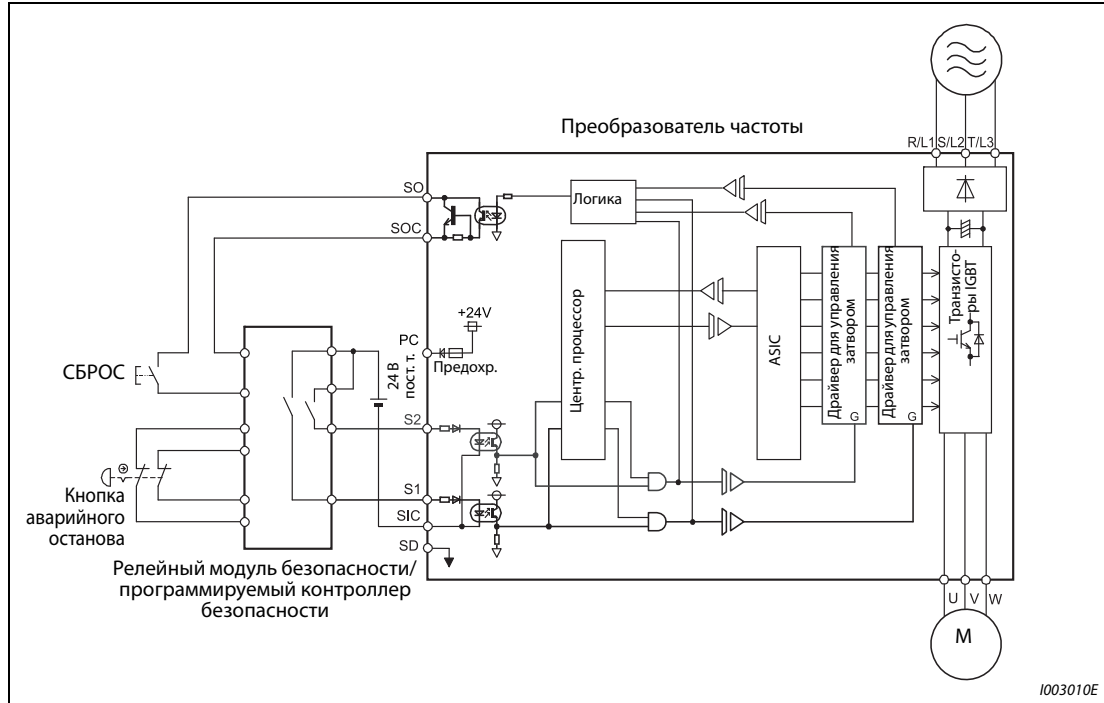 Преобразователь частоты
R/L1 S/L2 T/L3
SO
SOC
Логика
+24V
PC
Предохр.
24 В
пост. т.
Центр. процессор
ASIC
Драйвер для управления
затвором
G
Драйвер для управления
затвором
G
Транзисто-
ры IGBT
СБРОС
S2
S1
SIC
SD
Кнопка
аварийного
останова
Релейный модуль безопасности/
программируемый контроллер
безопасности
U V W
M
I003010E